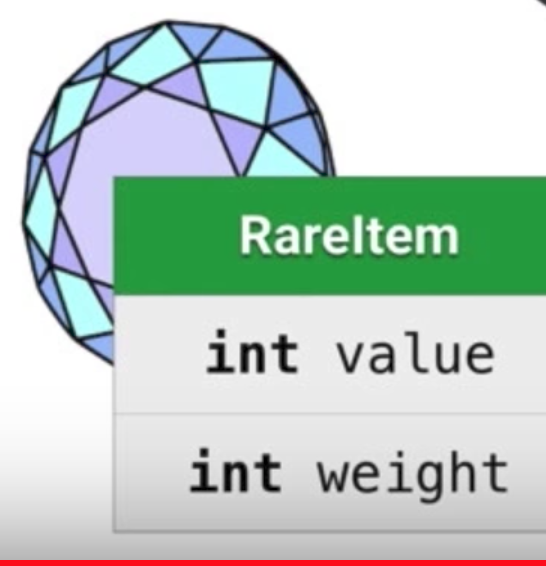 RareItem
int value
int weight